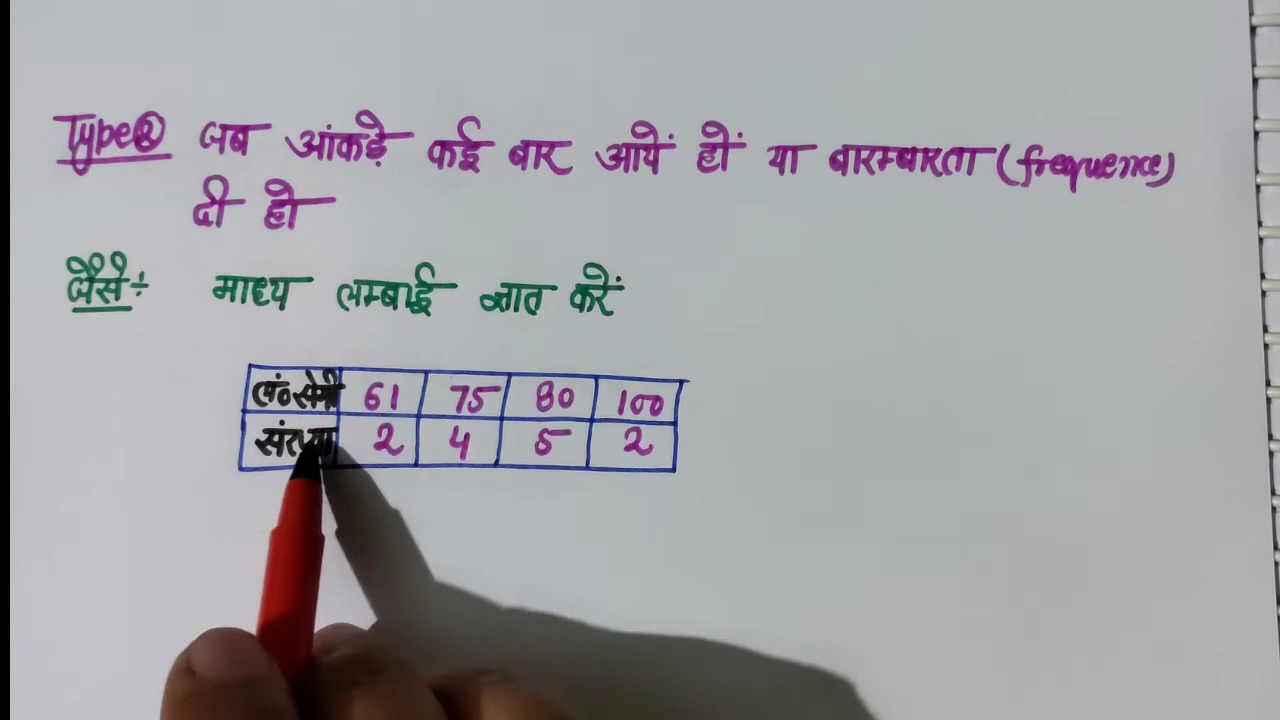 Type② जब आंकड़े कई बार आयें हों या बारम्बारता (frequence)
दी हो
जैसे÷ माध्य लम्बाई ज्ञात करें
लं०सेमी 61 75 80 100
संख्या 2 4 5 2